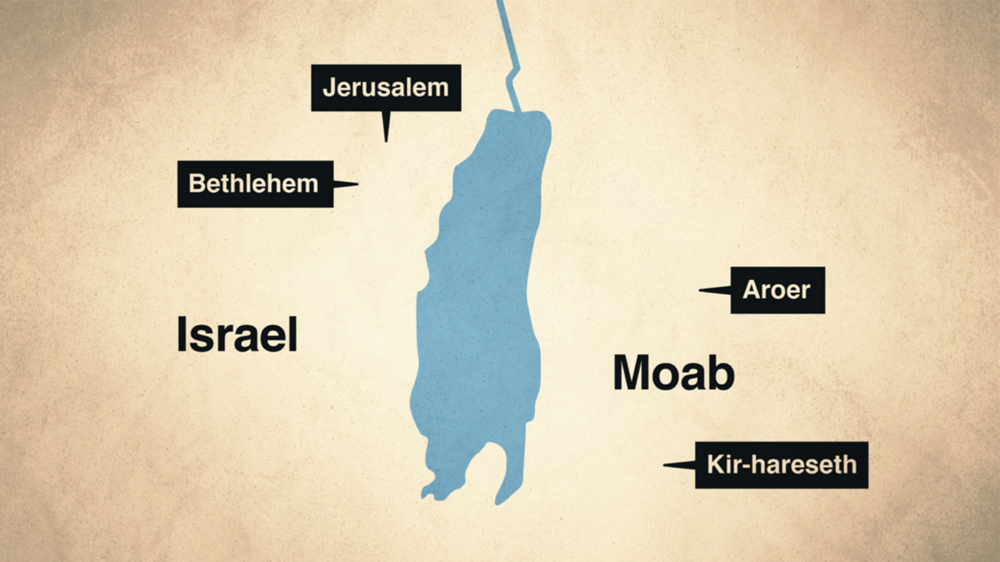 Jerusalem
Bethlehem
Aroer
Israel
Moab
Kir-hareseth